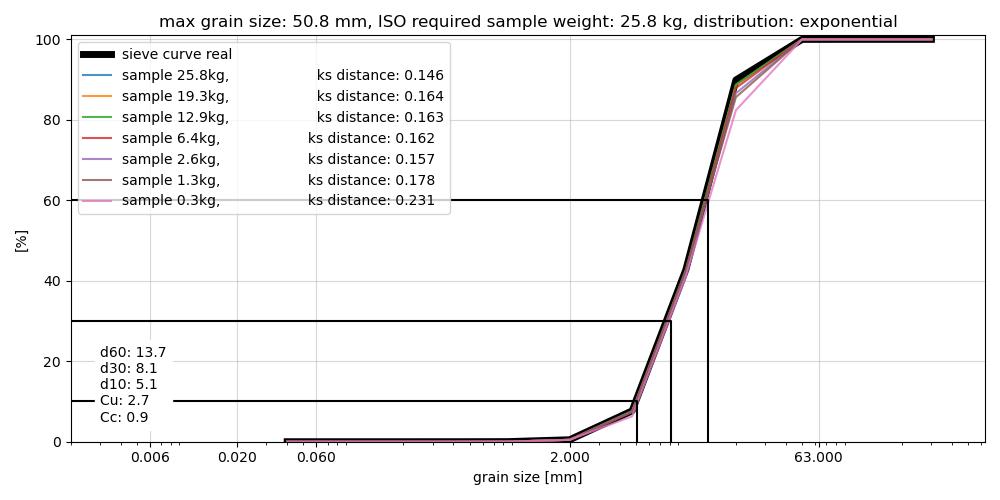 max grain size: 50.8 mm, ISO required sample weight: 25.8 kg, distribution: exponential
100
80
60
40
20
0
[%]
sieve curve real
sample 25.8kg, ks distance: 0.146
sample 19.3kg, ks distance: 0.164
sample 12.9kg, ks distance: 0.163
sample 6.4kg, ks distance: 0.162
sample 2.6kg, ks distance: 0.157
sample 1.3kg, ks distance: 0.178
sample 0.3kg, ks distance: 0.231
d60: 13.7
d30: 8.1
d10: 5.1
Cu: 2.7
Cc: 0.9
0.006 0.020 0.060 2.000 63.000
grain size [mm]